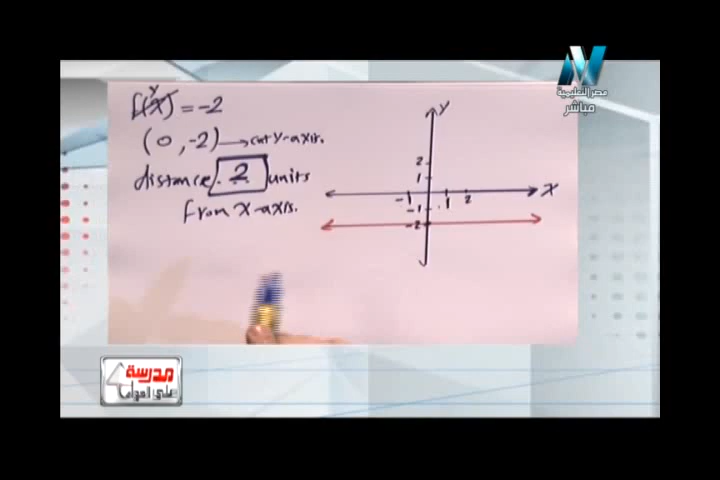 مصر التعليمية
مباشر
y
f(x) = -2
(0 , -2) → cut y-axis.
distance. 2 units
from x-axis.
y
2
1
-1 1 2 X
-1
-2
مدرسة
على الهواء